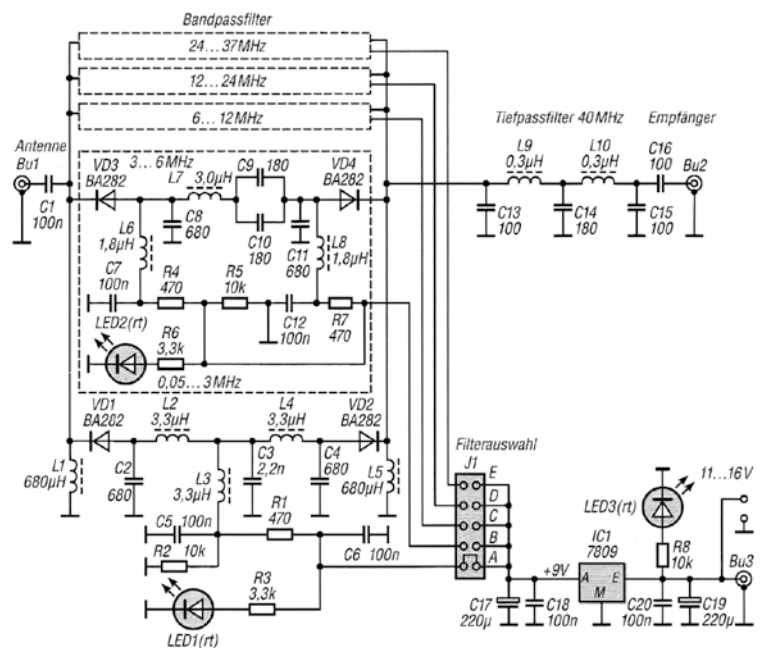 Bandpassfilter
24...37MHz
12...24MHz
6...12MHz
Antenne
Bu1
C1
100n
VD3
BA282
3...6MHz
L7
3,0µH
C9
180
VD4
BA282
C8
680
C10
180
C11
680
L6
1,8µH
L8
1,8µH
C7
100n
R4
470
R5
10k
C12
100n
R7
470
LED2(rt)
R6
3,3k
0,05...3MHz
Tiefpassfilter 40MHz
Empfänger
L9
0,3µH
L10
0,3µH
C16
100
Bu2
C13
100
C14
180
C15
100
VD1
BA282
L2
3,3µH
L4
3,3µH
VD2
BA282
L1
680µH
C2
680
L3
3,3µH
C3
2,2n
C4
680
L5
680µH
C5
100n
R1
470
R2
10k
C6
100n
R3
3,3k
LED1(rt)
Filterauswahl
J1
E
D
C
B
A
C17
220µ
+9V
C18
100n
IC1
7809
A
E
M
LED3(rt)
R8
10k
11...16V
Bu3
C20
100n
C19
220µ